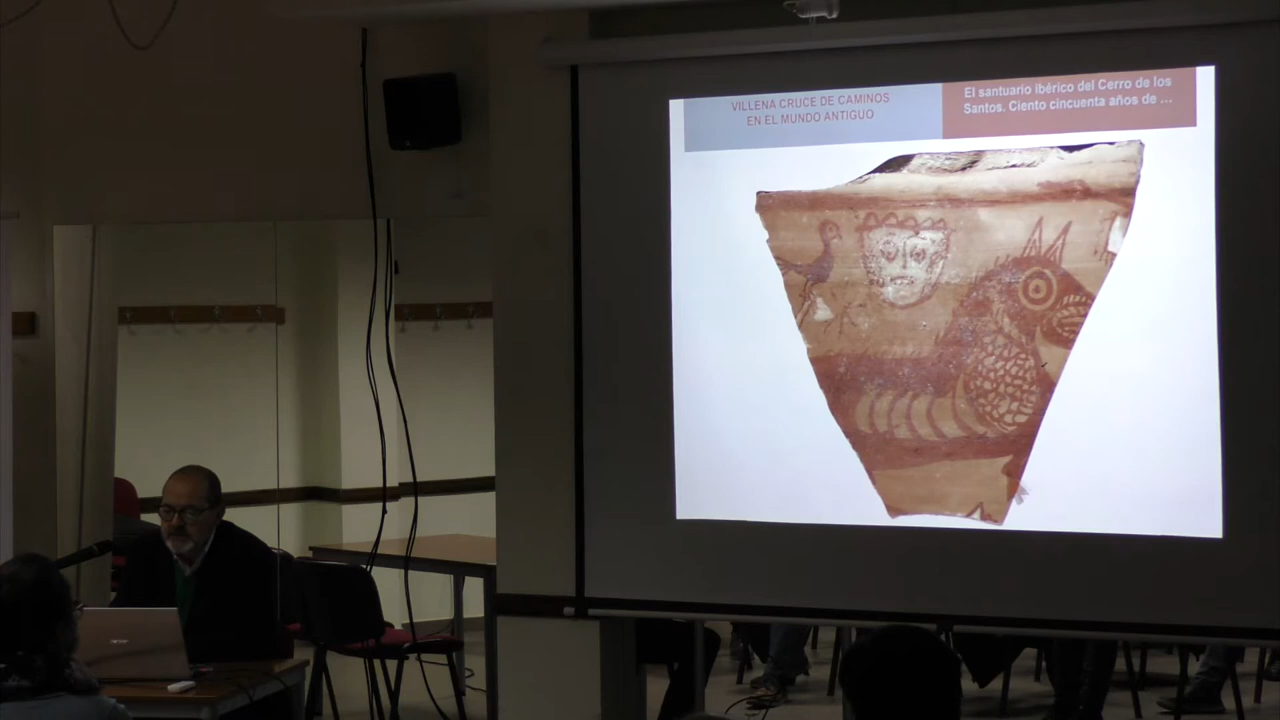 VILLENA CRUCE DE CAMINOS
EN EL MUNDO ANTIGUO
El santuario ibérico del Cerro de los
Santos. Ciento cincuenta años de ...